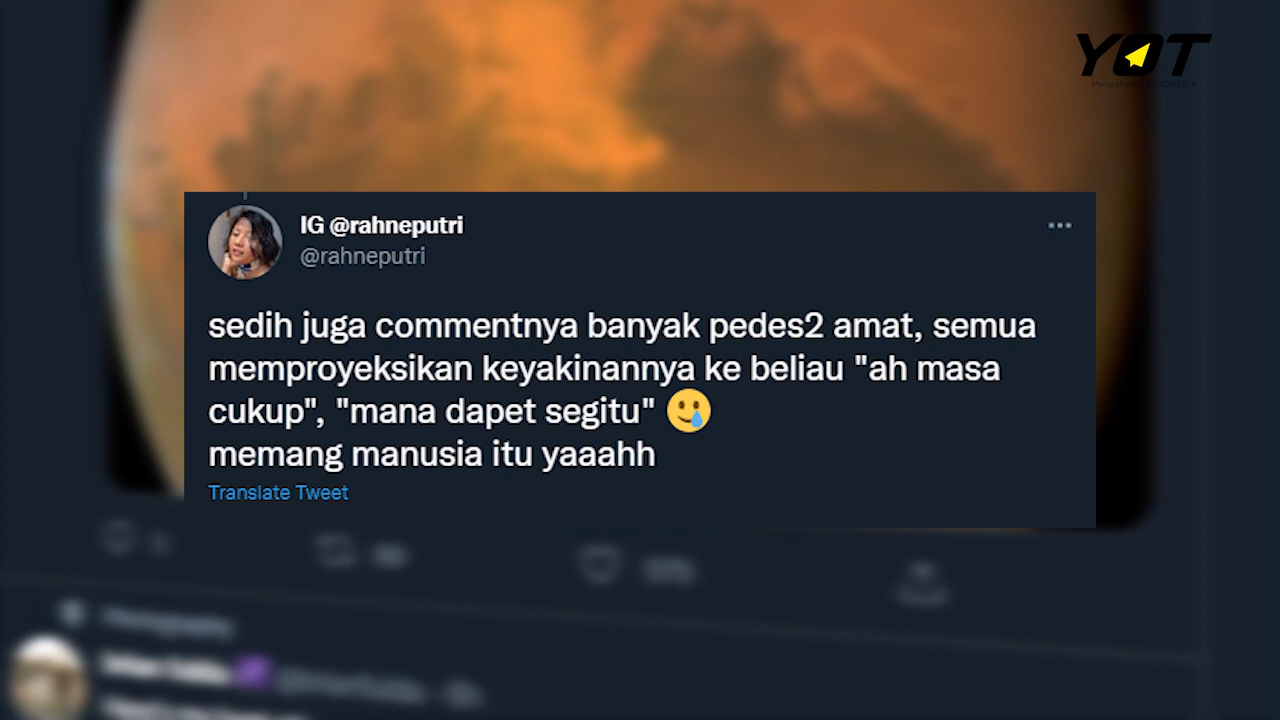 YOT
IG @rahneputri
@rahneputri
sedih juga commentnya banyak pedes2 amat, semua
memproyeksikan keyakinannya ke beliau "ah masa
cukup", "mana dapet segitu" 🥲
memang manusia itu yaaahh
Translate Tweet